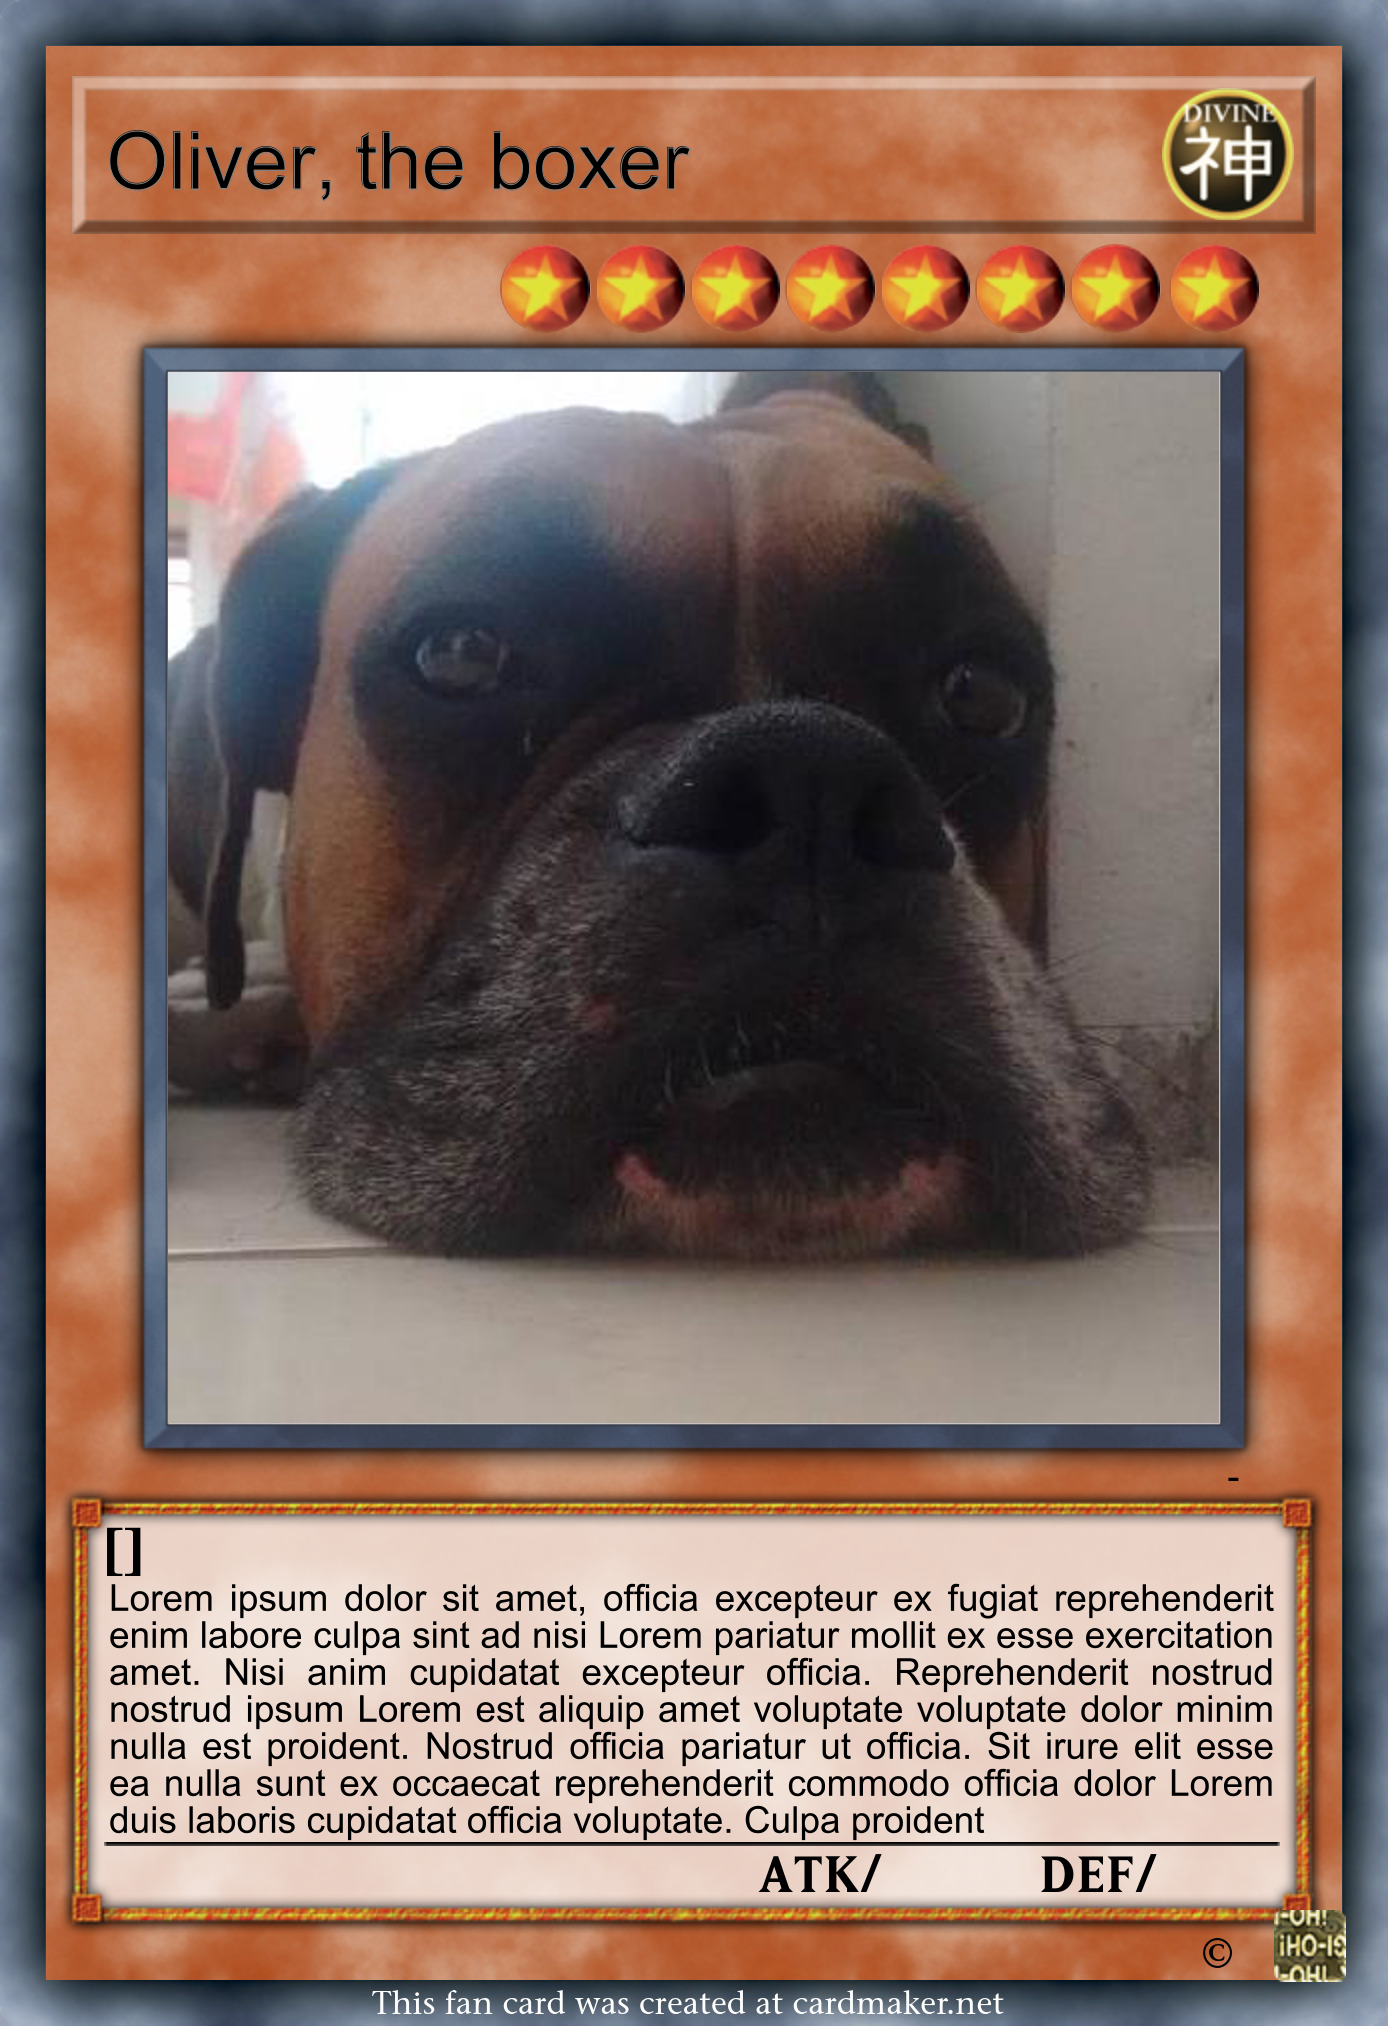 Oliver, the boxer
DIVINE
神
-
[]
Lorem ipsum dolor sit amet, officia excepteur ex fugiat reprehenderit
enim labore culpa sint ad nisi Lorem pariatur mollit ex esse exercitation
amet. Nisi anim cupidatat excepteur officia. Reprehenderit nostrud
nostrud ipsum Lorem est aliquip amet voluptate voluptate dolor minim
nulla est proident. Nostrud officia pariatur ut officia. Sit irure elit esse
ea nulla sunt ex occaecat reprehenderit commodo officia dolor Lorem
duis laboris cupidatat officia voluptate. Culpa proident
ATK/ DEF/
©
This fan card was created at cardmaker.net